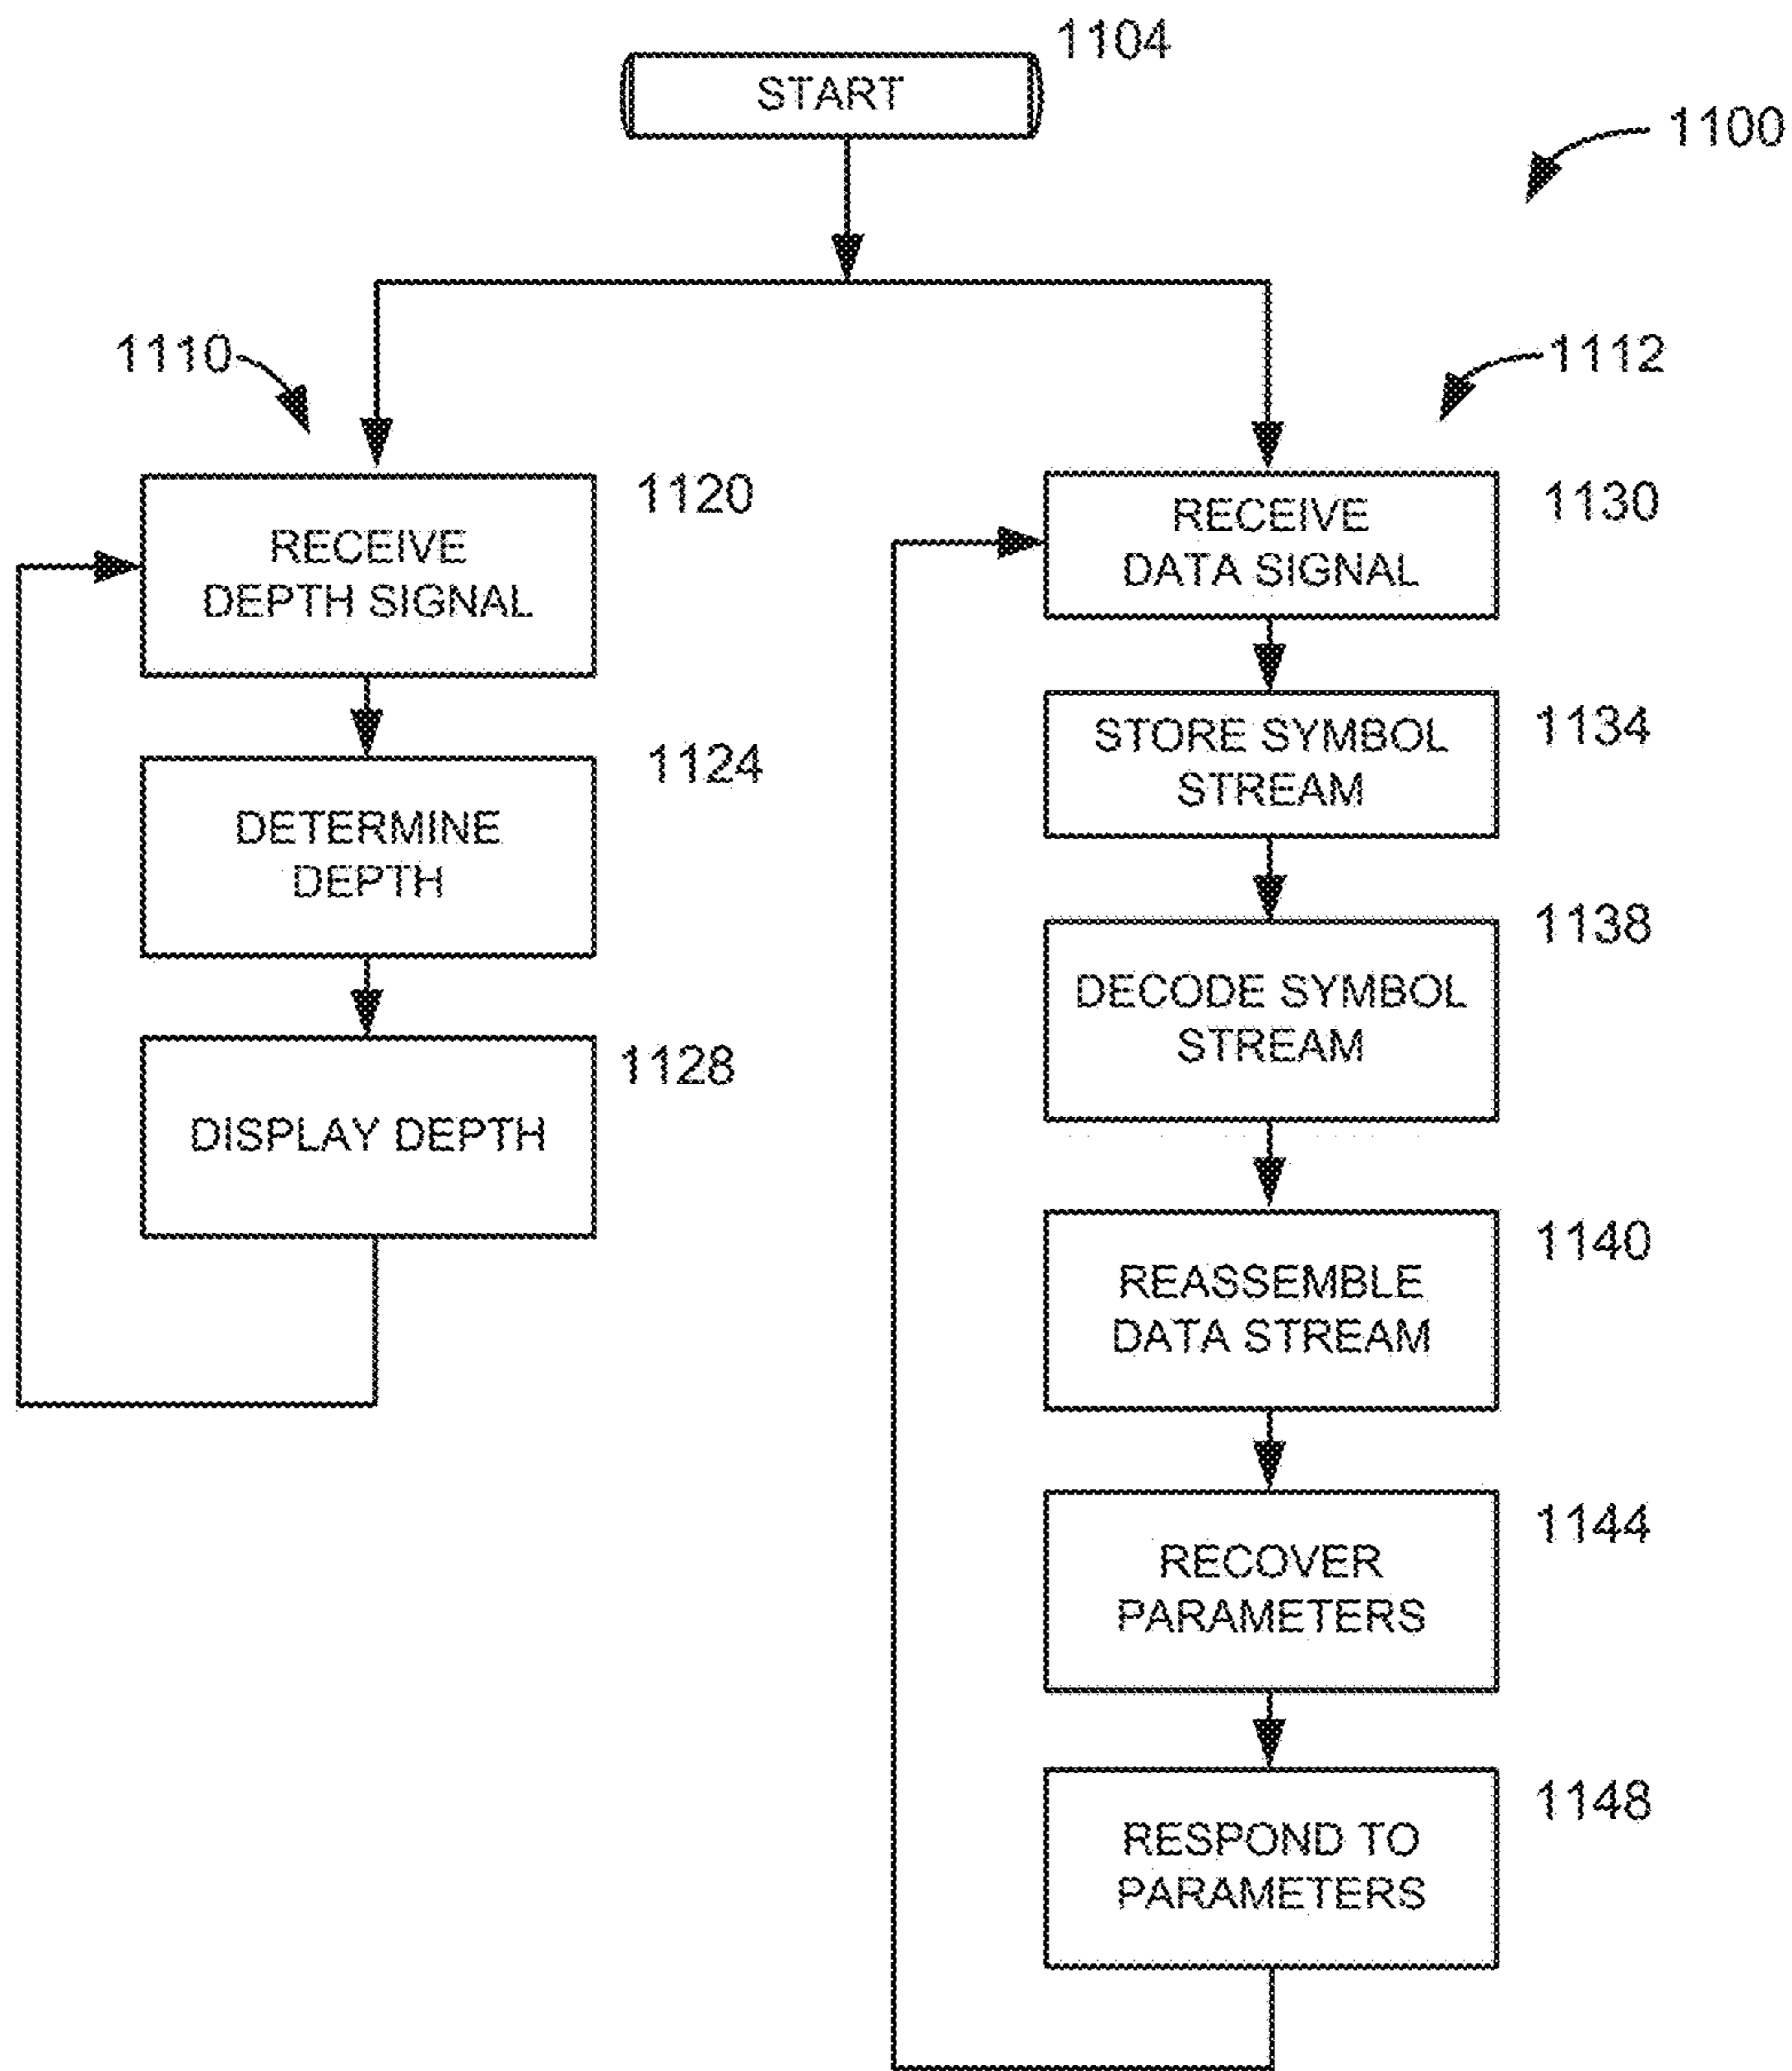 1104
START
1100
1110
1112
1120
RECEIVE
DEPTH SIGNAL
1124
DETERMINE
DEPTH
1128
DISPLAY DEPTH
1130
RECEIVE
DATA SIGNAL
1134
STORE SYMBOL
STREAM
1138
DECODE SYMBOL
STREAM
1140
REASSEMBLE
DATA STREAM
1144
RECOVER
PARAMETERS
1148
RESPOND TO
PARAMETERS